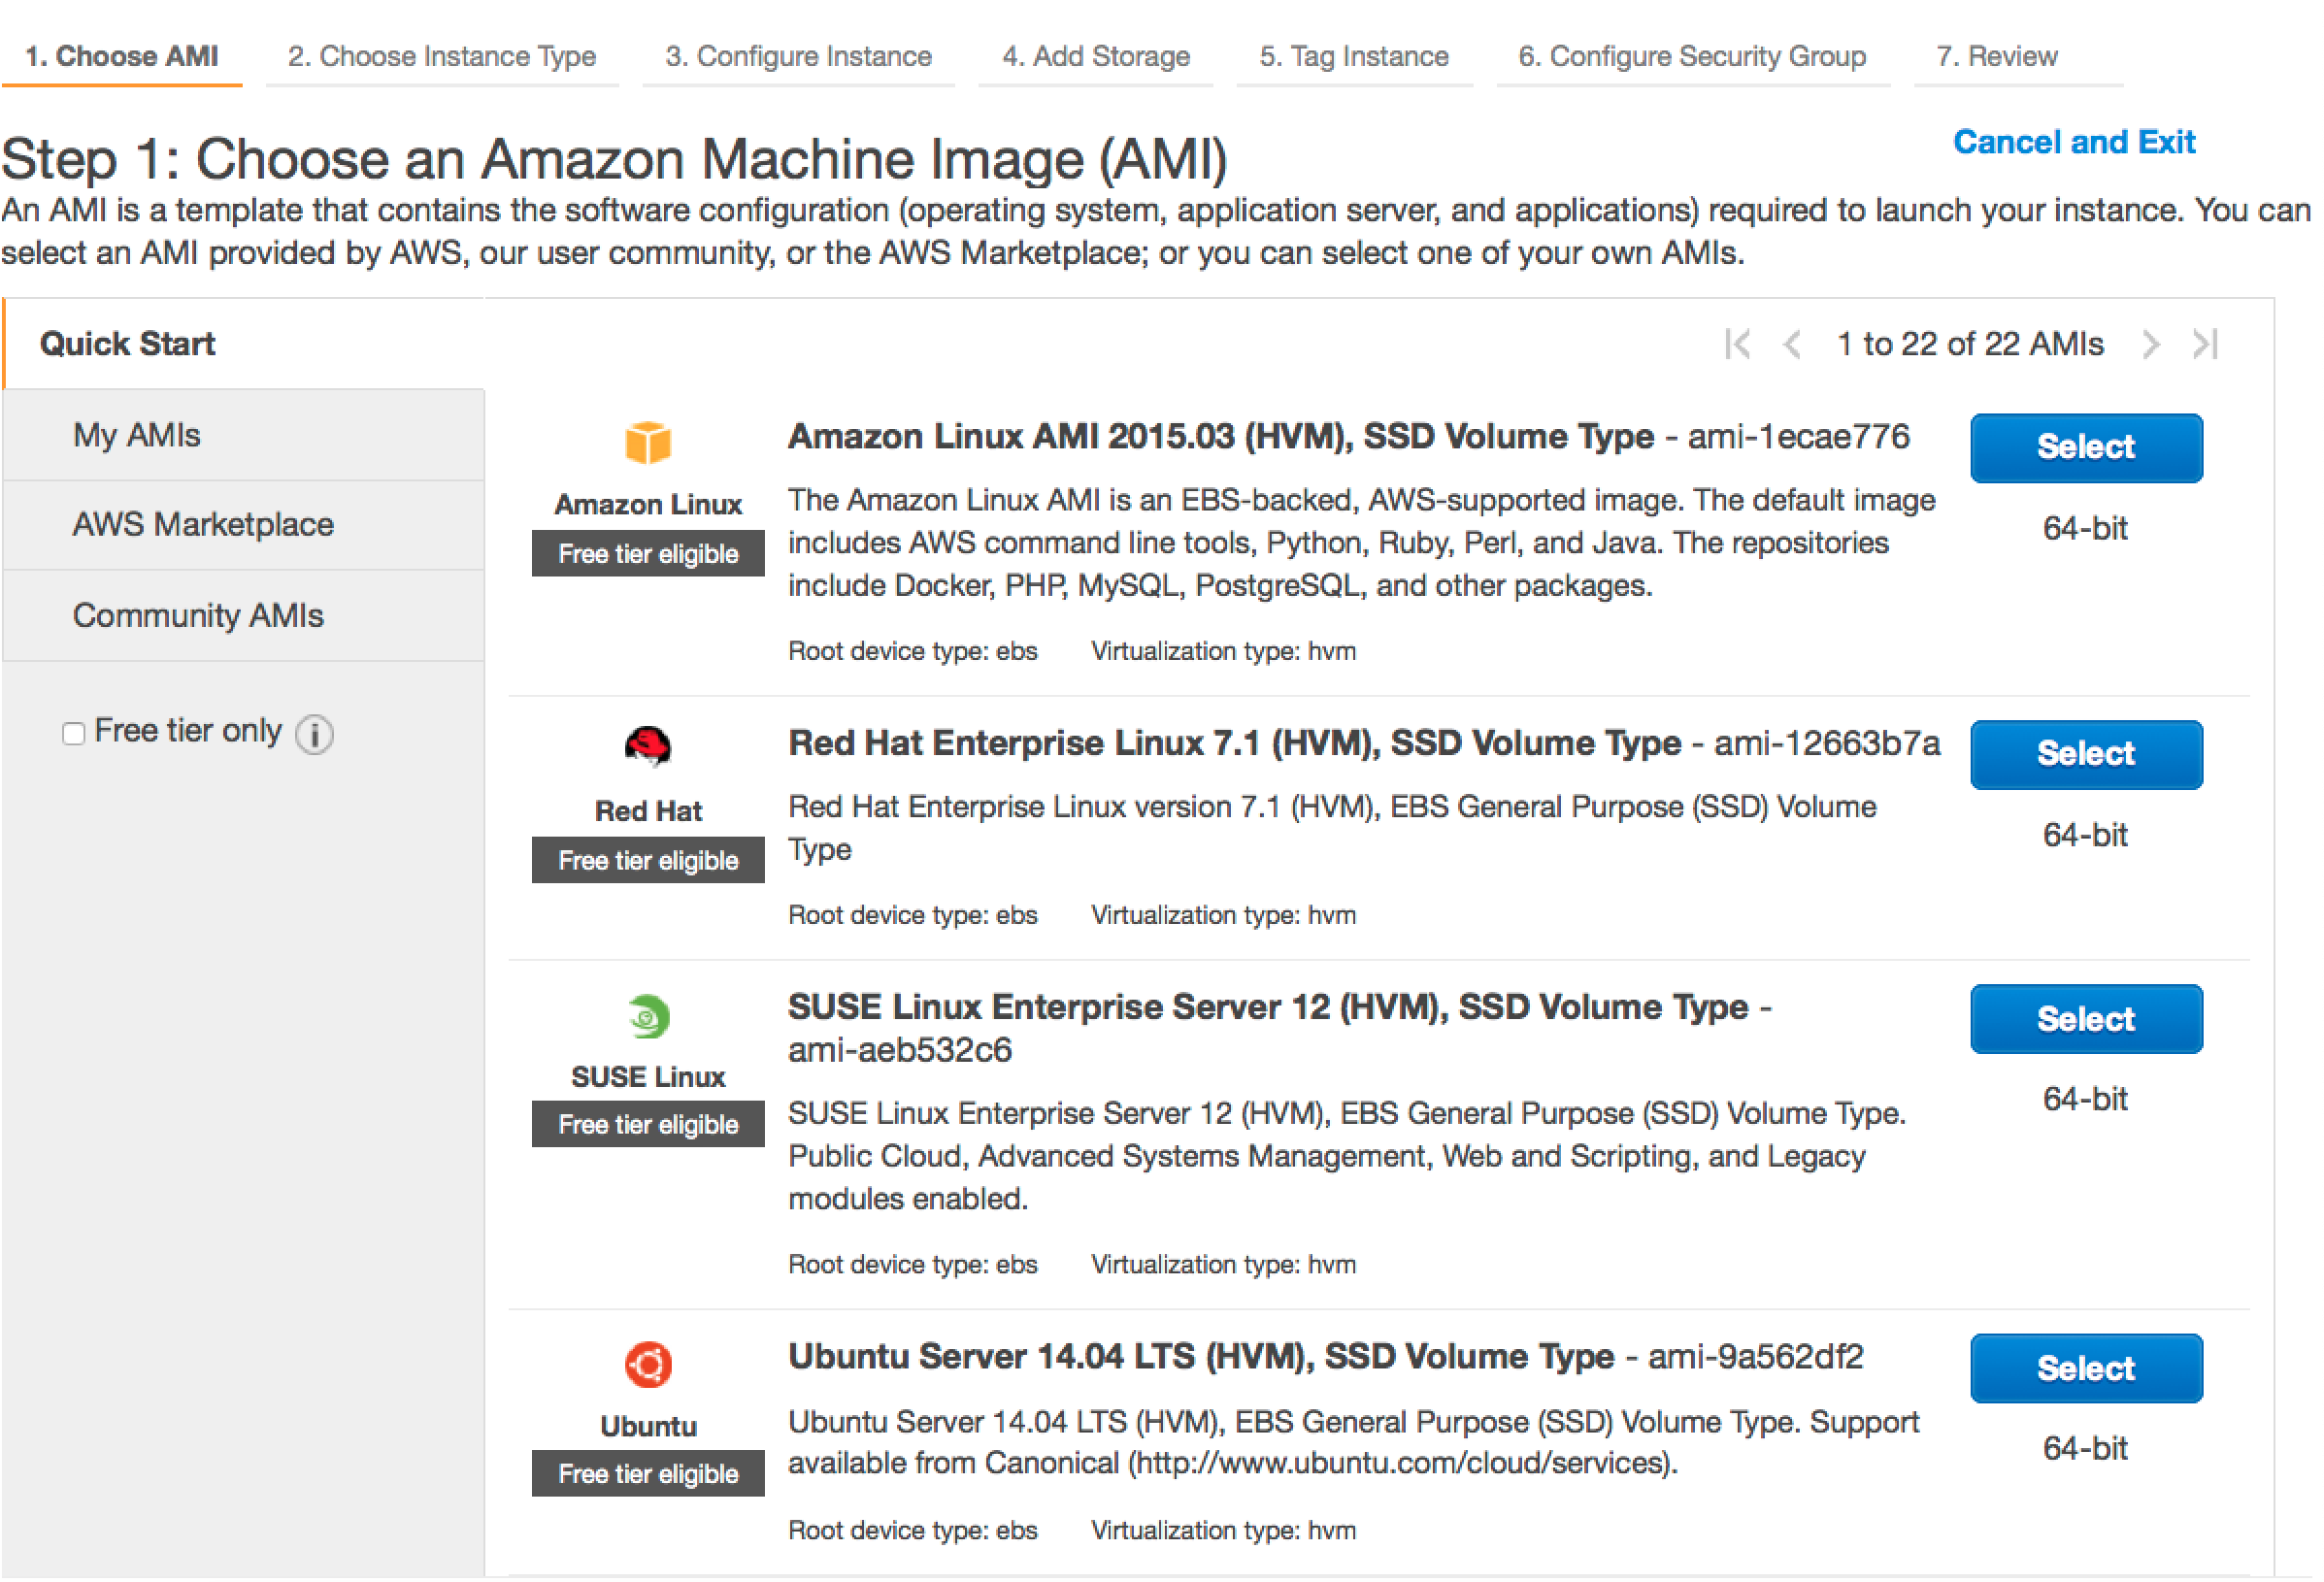 1. Choose AMI 2. Choose Instance Type 3. Configure Instance 4. Add Storage 5. Tag Instance 6. Configure Security Group 7. Review
Step 1: Choose an Amazon Machine Image (AMI)
Cancel and Exit
An AMI is a template that contains the software configuration (operating system, application server, and applications) required to launch your instance. You can
select an AMI provided by AWS, our user community, or the AWS Marketplace; or you can select one of your own AMIs.
Quick Start
My AMIs
AWS Marketplace
Community AMIs
Free tier only i
1 to 22 of 22 AMIs
Amazon Linux
Free tier eligible
Amazon Linux AMI 2015.03 (HVM), SSD Volume Type - ami-1ecae776
The Amazon Linux AMI is an EBS-backed, AWS-supported image. The default image
includes AWS command line tools, Python, Ruby, Perl, and Java. The repositories
include Docker, PHP, MySQL, PostgreSQL, and other packages.
Root device type: ebs Virtualization type: hvm
Select
64-bit
Red Hat
Free tier eligible
Red Hat Enterprise Linux 7.1 (HVM), SSD Volume Type - ami-12663b7a
Red Hat Enterprise Linux version 7.1 (HVM), EBS General Purpose (SSD) Volume
Type
Root device type: ebs Virtualization type: hvm
Select
64-bit
SUSE Linux
Free tier eligible
SUSE Linux Enterprise Server 12 (HVM), SSD Volume Type -
ami-aeb532c6
SUSE Linux Enterprise Server 12 (HVM), EBS General Purpose (SSD) Volume Type.
Public Cloud, Advanced Systems Management, Web and Scripting, and Legacy
modules enabled.
Root device type: ebs Virtualization type: hvm
Select
64-bit
Ubuntu
Free tier eligible
Ubuntu Server 14.04 LTS (HVM), SSD Volume Type - ami-9a562df2
Ubuntu Server 14.04 LTS (HVM), EBS General Purpose (SSD) Volume Type. Support
available from Canonical (http://www.ubuntu.com/cloud/services).
Root device type: ebs Virtualization type: hvm
Select
64-bit